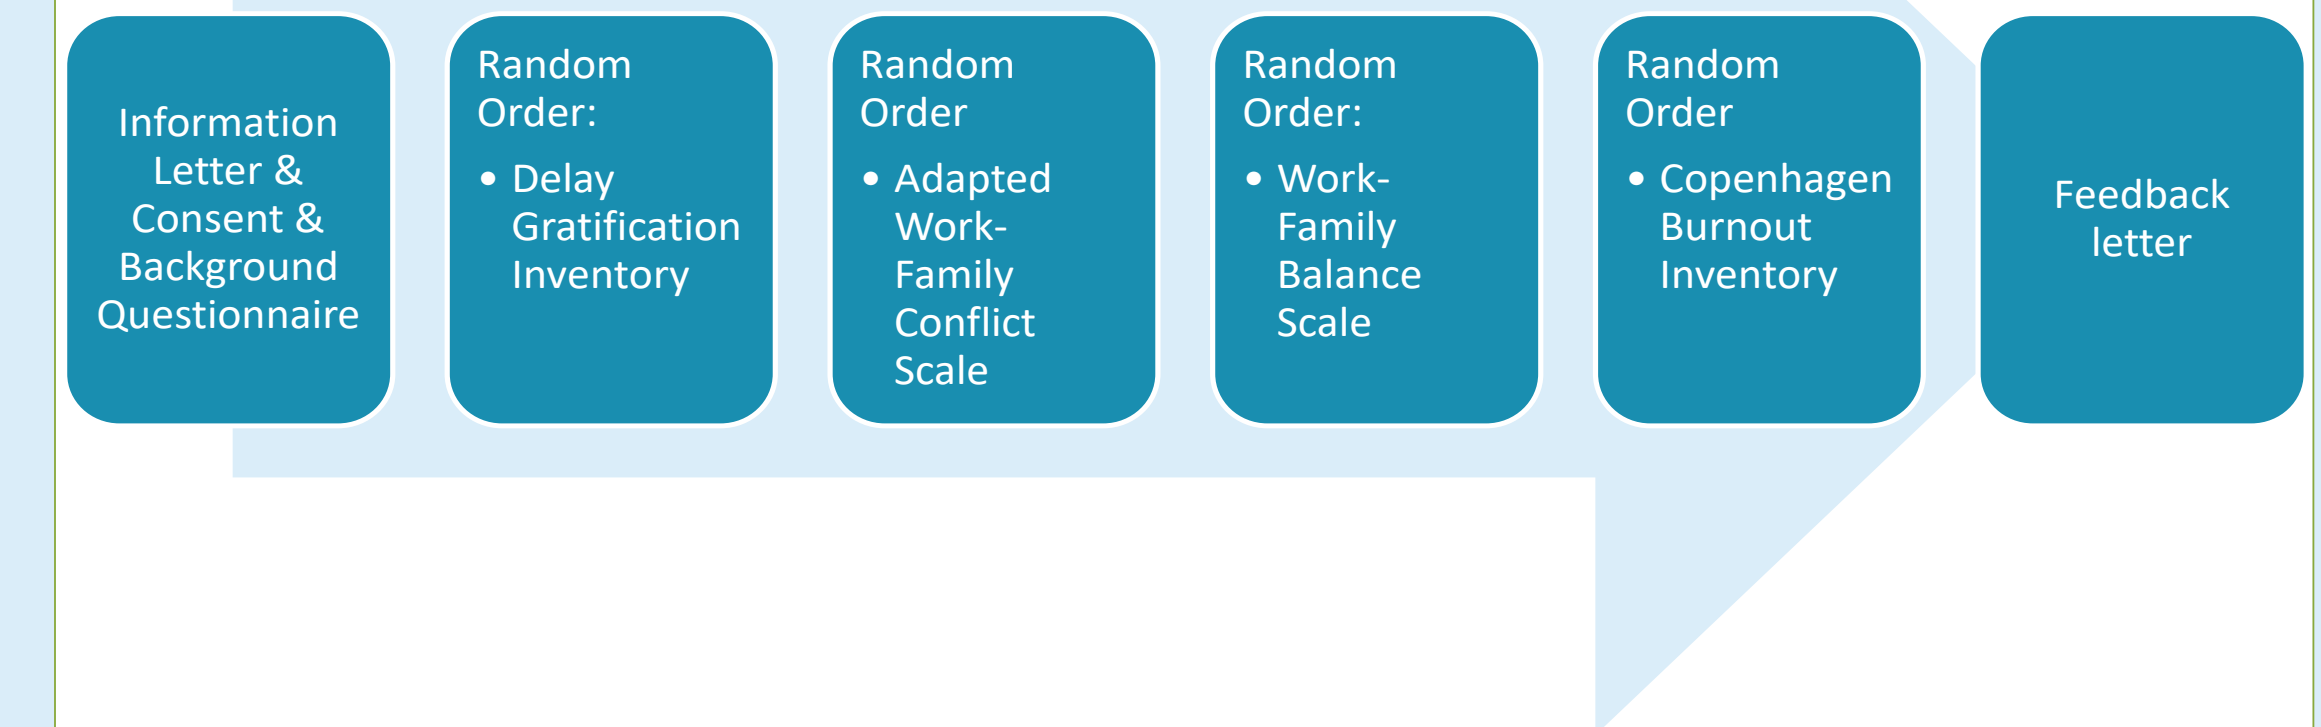 Information
Letter &
Consent &
Background
Questionnaire
Random
Order:
• Delay
Gratification
Inventory
Random
Order
• Adapted
Work-
Family
Conflict
Scale
Random
Order:
• Work-
Family
Balance
Scale
Random
Order
• Copenhagen
Burnout
Inventory
Feedback
letter